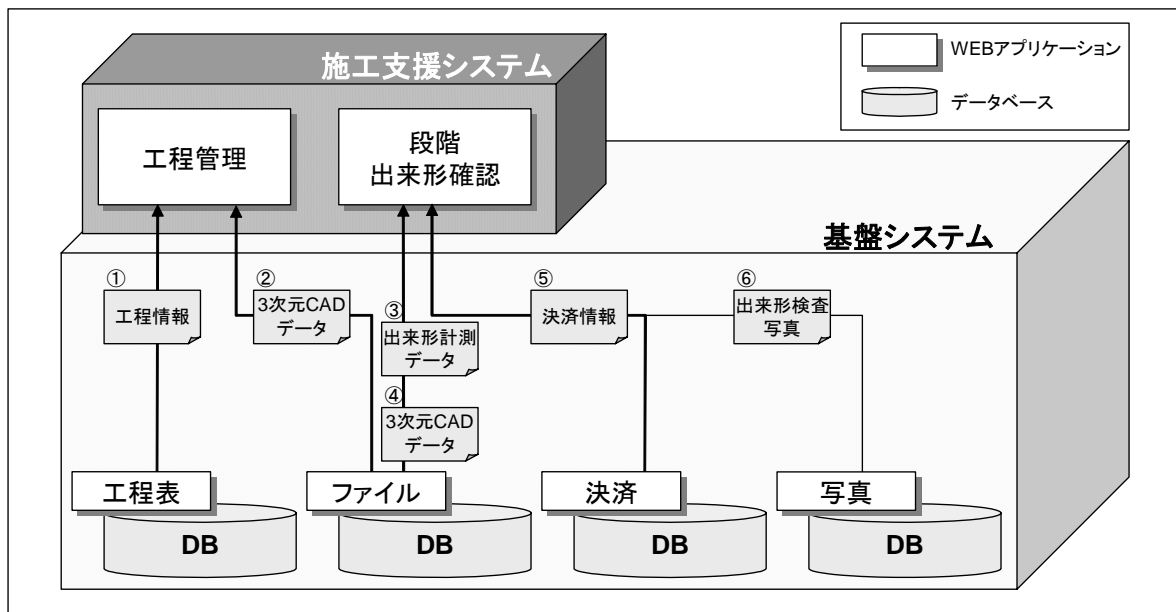 施工支援システム
WEBアプリケーション
データベース
工程管理
段階
出来形確認
基盤システム
①
工程情報
②
3次元CAD
データ
③
出来形計測
データ
④
3次元CAD
データ
⑤
決済情報
⑥
出来形検査
写真
工程表
ファイル
決済
写真
DB
DB
DB
DB